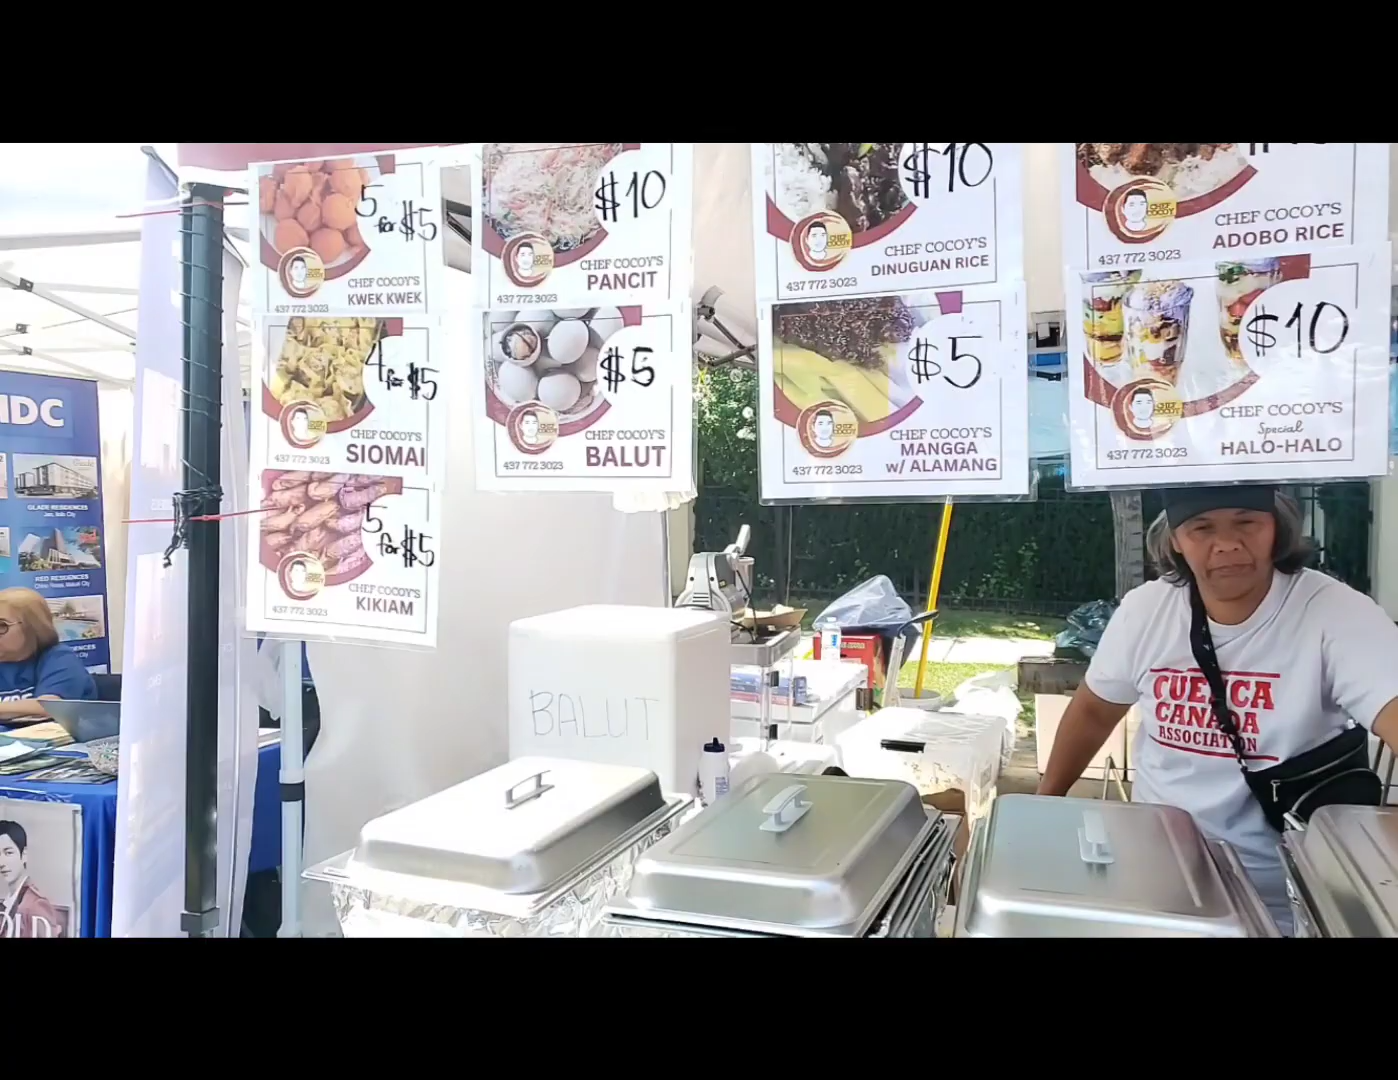 5
for $5
CHEF COCOY'S
KWEK KWEK
437 772 3023
$10
CHEF COCOY'S
PANCIT
437 772 3023
$10
CHEF COCOY'S
DINUGUAN RICE
437 772 3023
CHEF COCOY'S
ADOBO RICE
437 772 3023
4
for $5
CHEF COCOY'S
SIOMAI
437 772 3023
$5
CHEF COCOY'S
BALUT
437 772 3023
$5
CHEF COCOY'S
MANGGA
w/ ALAMANG
437 772 3023
$10
CHEF COCOY'S
Special
HALO-HALO
437 772 3023
5
for $5
CHEF COCOY'S
KIKIAM
437 772 3023
CHEF
COCOY
BALUT
CUENCA
CANADA
ASSOCIATION
GLADE RESIDENCES
RED RESIDENCES